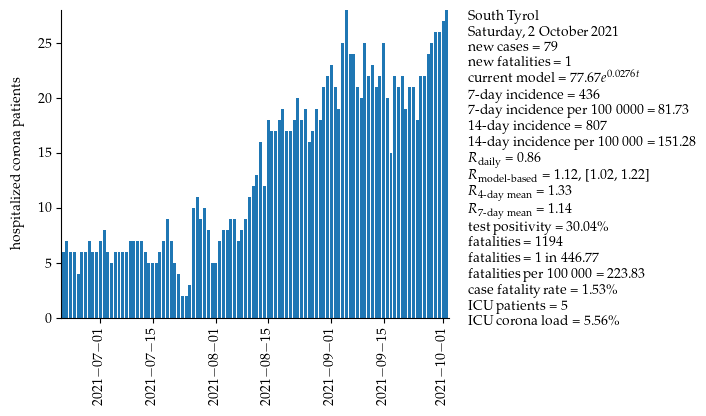 hospitalized corona patients
25
20
15
10
5
0
2021−07−01
2021−07−15
2021−08−01
2021−08−15
2021−09−01
2021−09−15
2021−10−01
South Tyrol
Saturday, 2 October 2021
new cases = 79
new fatalities = 1
current model = 77.67e^0.0276t
7-day incidence = 436
7-day incidence per 100 0000 = 81.73
14-day incidence = 807
14-day incidence per 100 000 = 151.28
R_daily = 0.86
R_model-based = 1.12, [1.02, 1.22]
R_4-day mean = 1.33
R_7-day mean = 1.14
test positivity = 30.04%
fatalities = 1194
fatalities = 1 in 446.77
fatalities per 100 000 = 223.83
case fatality rate = 1.53%
ICU patients = 5
ICU corona load = 5.56%